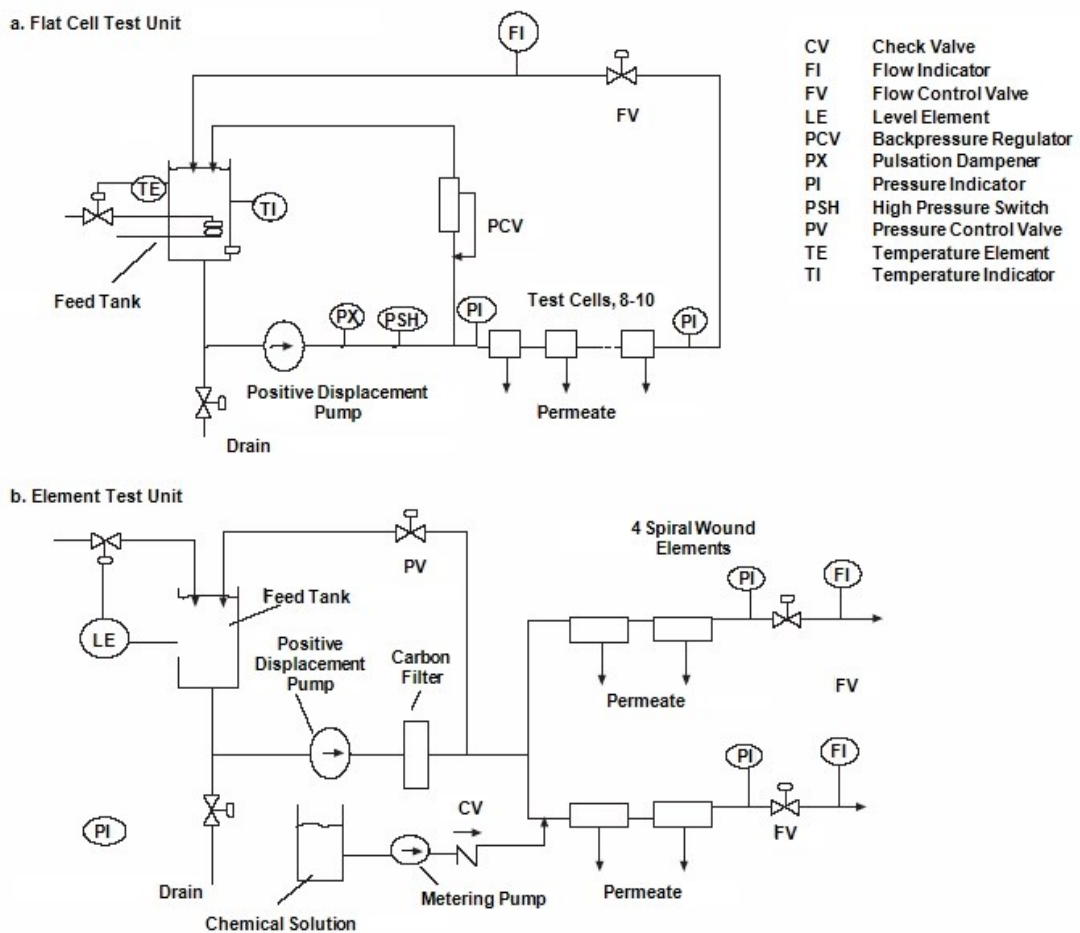 a. Flat Cell Test Unit
FI
FV
TE
TI
PCV
Feed Tank
PX
PSH
PI
Test Cells, 8-10
PI
Positive Displacement
Pump
Permeate
Drain
CV Check Valve
FI Flow Indicator
FV Flow Control Valve
LE Level Element
PCV Backpressure Regulator
PX Pulsation Dampener
PI Pressure Indicator
PSH High Pressure Switch
PV Pressure Control Valve
TE Temperature Element
TI Temperature Indicator
b. Element Test Unit
PV
4 Spiral Wound
Elements
PI
FI
Feed Tank
LE
Positive
Displacement
Pump
Carbon
Filter
Permeate
FV
PI
FI
CV
FV
PI
Metering Pump
Permeate
Drain
Chemical Solution